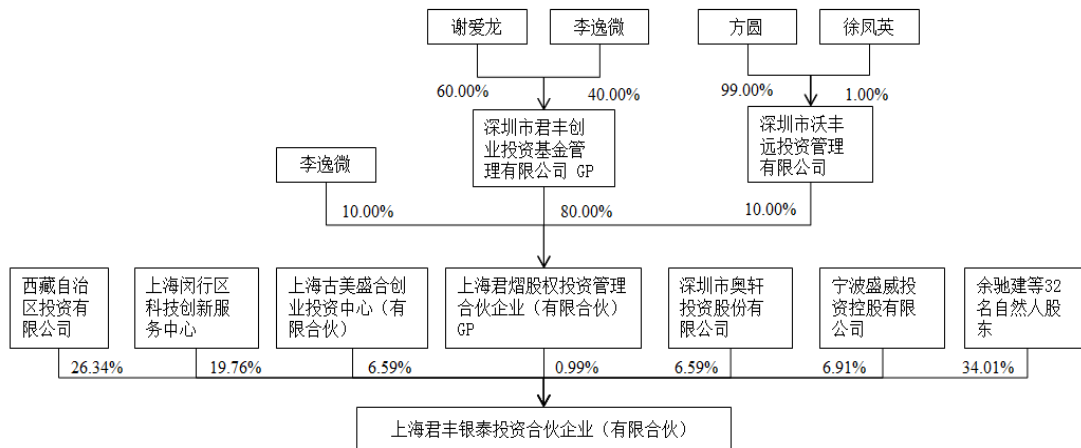 谢爱龙
李逸微
方圆
徐凤英
60.00%
40.00%
99.00%
1.00%
深圳市君丰创
业投资基金管
理有限公司 GP
深圳市沃丰
远投资管理
有限公司
李逸微
10.00%
80.00%
10.00%
西藏自治
区投资有
限公司
上海闵行区
科技创新服
务中心
上海古美盛合创
业投资中心（有
限合伙）
上海君熠股权投资管理
合伙企业（有限合伙）
GP
深圳市奥轩
投资股份有
限公司
宁波盛威投
资控股有限
公司
余驰建等32
名自然人股
东
26.34%
19.76%
6.59%
0.99%
6.59%
6.91%
34.01%
上海君丰银泰投资合伙企业（有限合伙）